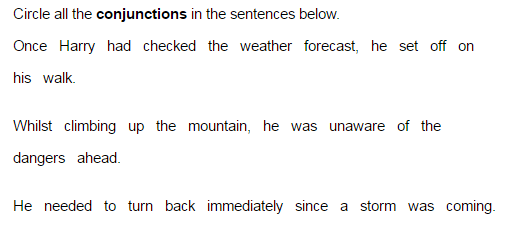 Circle all the conjunctions in the sentences below.
Once Harry had checked the weather forecast, he set off on
his walk.
Whilst climbing up the mountain, he was unaware of the
dangers ahead.
He needed to turn back immediately since a storm was coming.